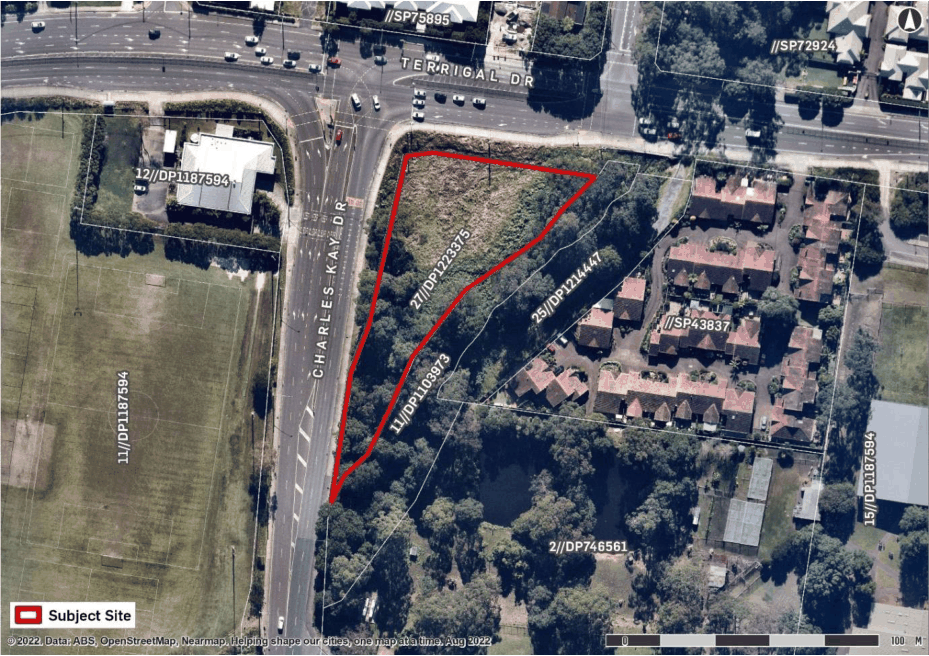 //SP75895
//SP72924
TERRIGAL DR
12//DP1187594
CHARLES KAY DR
27//DP1223375
25//DP1214447
//SP43837
11//DP1103973
11//DP1187594
15//DP1187594
2//DP746561
Subject Site
© 2022. Data: ABS, OpenStreetMap, Nearmap. Helping shape our cities, one map at a time. Aug 2022
0 100 M